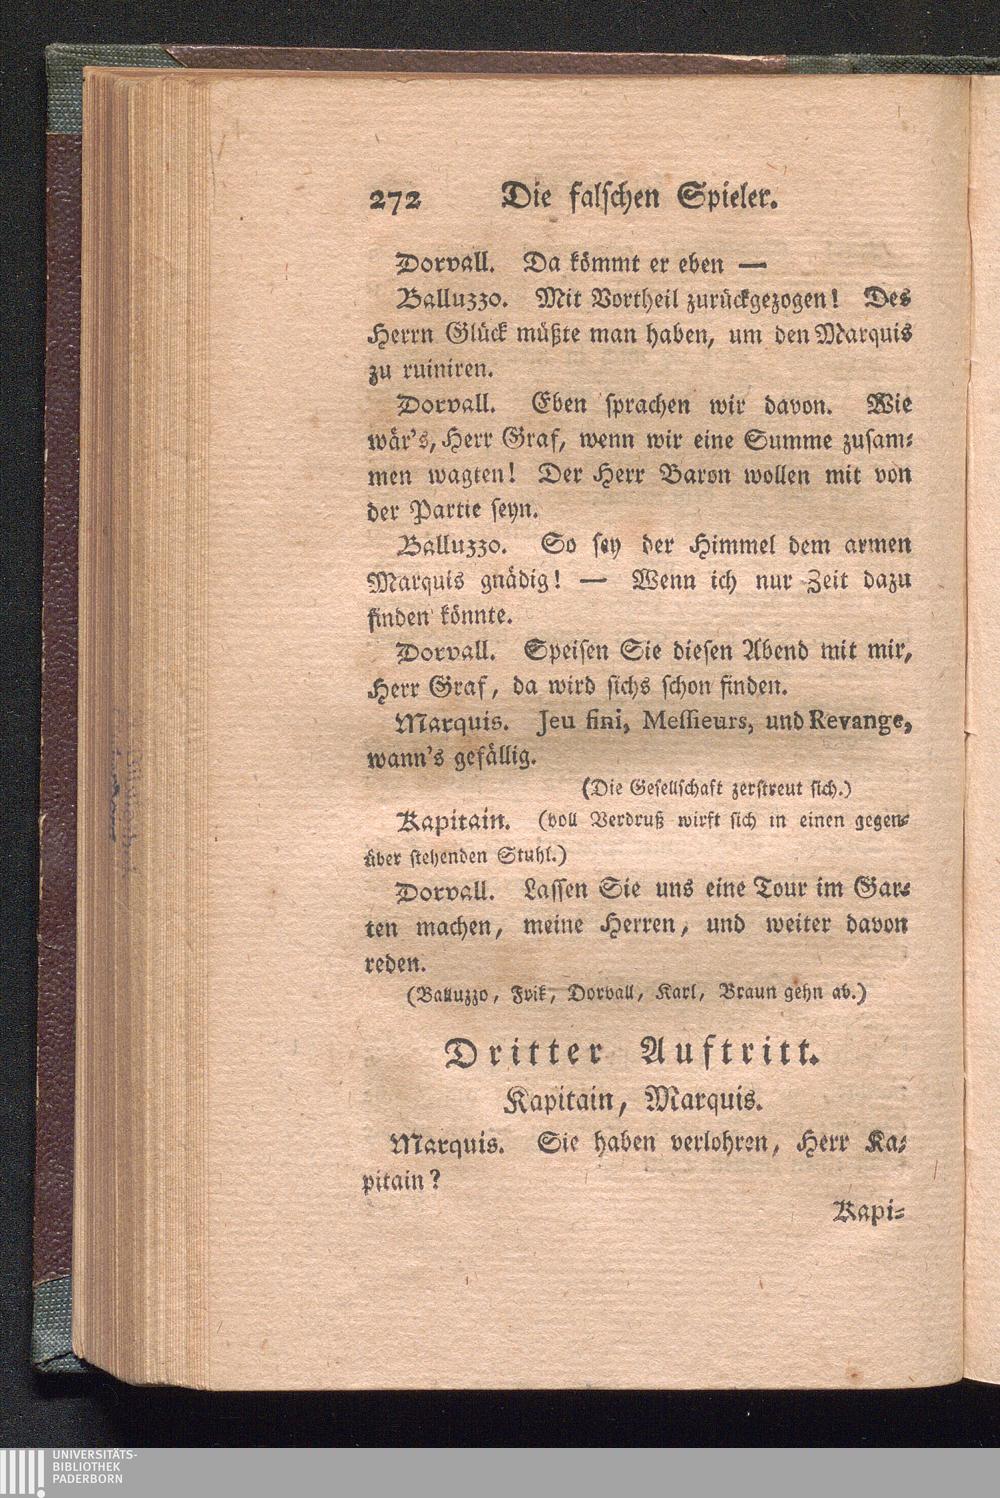 272 Die falschen Spieler.
Dorvall. Da kömmt er eben —
Balluzzo. Mit Vortheil zurückgezogen! Des
Herrn Glück müßte man haben, um den Marquis
zu ruiniren.
Dorvall. Eben sprachen wir davon. Wie
wär's, Herr Graf, wenn wir eine Summe zusam-
men wagten! Der Herr Baron wollen mit von
der Partie seyn.
Balluzzo. So sey der Himmel dem armen
Marquis gnädig! — Wenn ich nur Zeit dazu
finden könnte.
Dorvall. Speisen Sie diesen Abend mit mir,
Herr Graf, da wird sichs schon finden.
Marquis. Jeu fini, Messieurs, und Revange,
wann's gefällig.
(Die Gesellschaft zerstreut sich.)
Kapitain. (voll Verdruß wirft sich in einen gegen-
über stehenden Stuhl.)
Dorvall. Lassen Sie uns eine Tour im Gar-
ten machen, meine Herren, und weiter davon
reden.
(Balluzzo, Frik, Dorvall, Karl, Braun gehn ab.)
Dritter Auftritt.
Kapitain, Marquis.
Marquis. Sie haben verlohren, Herr Ka-
pitain?
Kapi-
UNIVERSITÄTS-
BIBLIOTHEK
PADERBORN